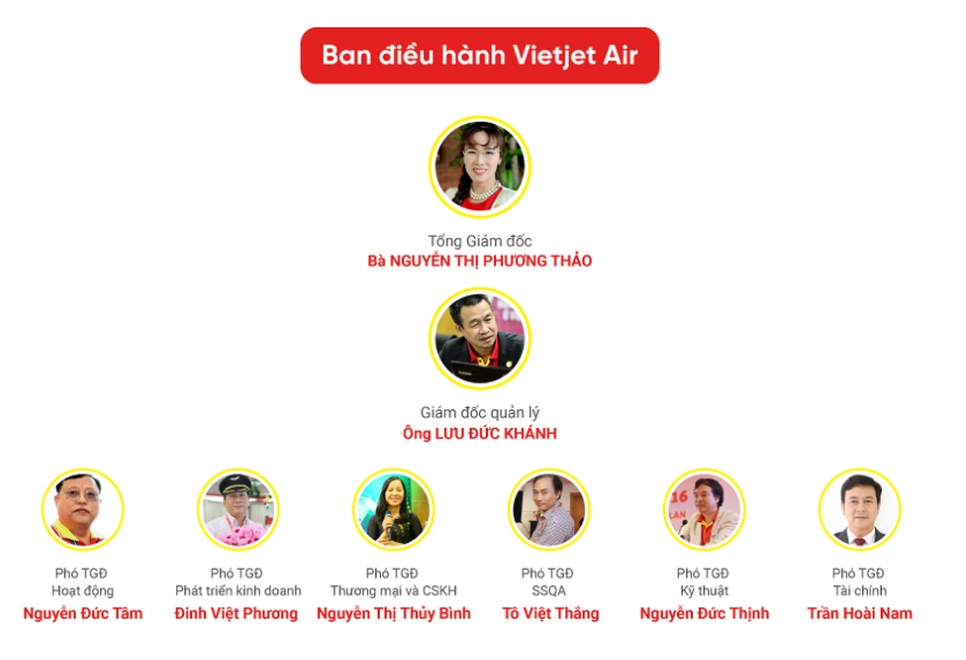 Ban điều hành Vietjet Air
Tổng Giám đốc
Bà NGUYỄN THỊ PHƯƠNG THẢO
Giám đốc quản lý
Ông LƯU ĐỨC KHÁNH
Phó TGĐ
Hoạt động
Nguyễn Đức Tâm
Phó TGĐ
Phát triển kinh doanh
Đinh Việt Phương
Phó TGĐ
Thương mại và CSKH
Nguyễn Thị Thủy Bình
Phó TGĐ
SSQA
Tô Việt Thắng
16
LAN
Phó TGĐ
Kỹ thuật
Nguyễn Đức Thịnh
Phó TGĐ
Tài chính
Trần Hoài Nam